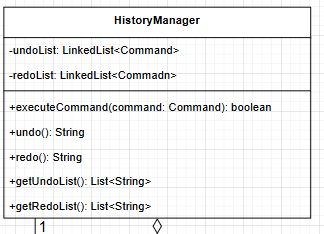 HistoryManager
-undoList: LinkedList<Command>
-redoList: LinkedList<Commadn>
+executeCommand(command: Command): boolean
+undo(): String
+redo(): String
+getUndoList(): List<String>
+getRedoList(): List<String>
1